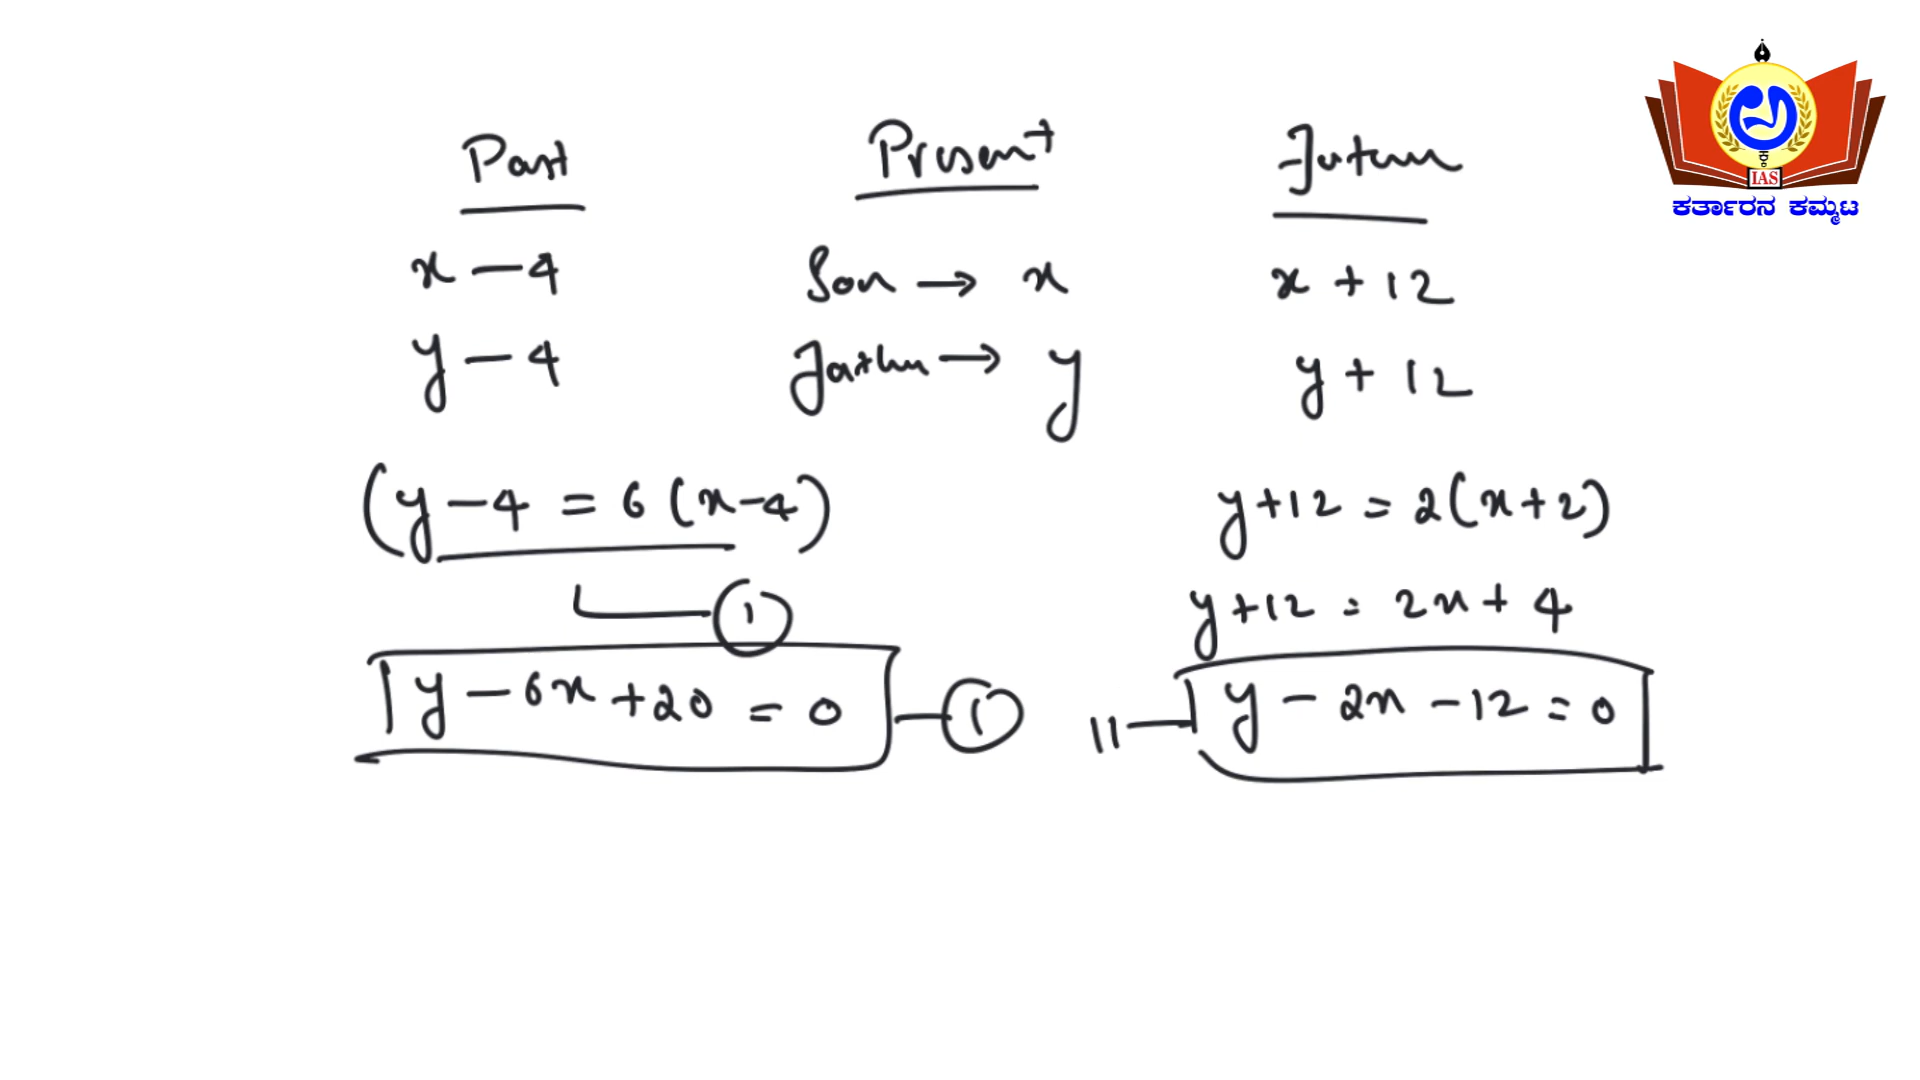 Past Present Future
x - 4 Son → x x + 12
y - 4 Father → y y + 12
(y - 4 = 6(x-4)) y+12 = 2(x+2)
1 y+12 = 2x + 4
y - 6x + 20 = 0 - 1 11 - y - 2x - 12 = 0
ಅ
ಕ
IAS
ಕರ್ತಾರನ ಕಮ್ಮಟ